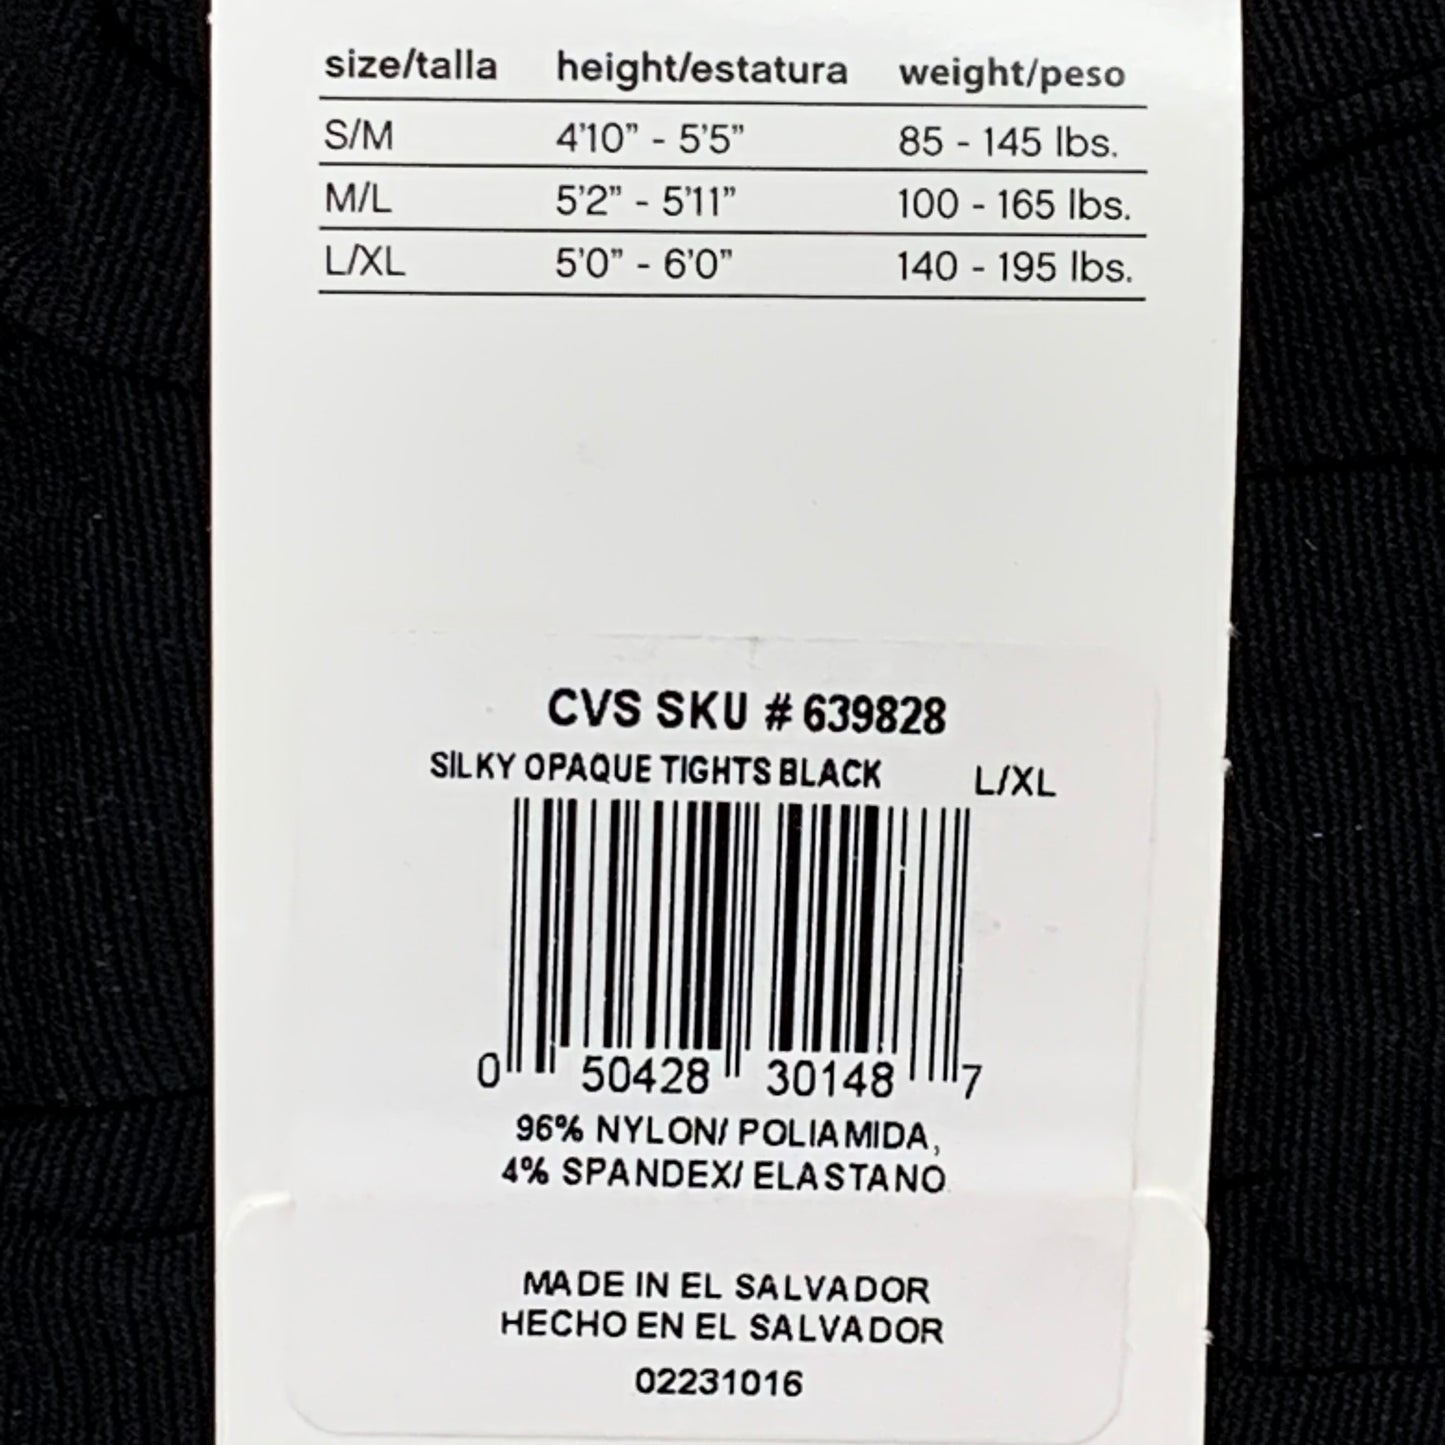 size/talla height/estatura weight/peso
S/M 4'10" - 5'5" 85 - 145 lbs.
M/L 5'2" - 5'11" 100 - 165 lbs.
L/XL 5'0" - 6'0" 140 - 195 lbs.
CVS SKU # 639828
SILKY OPAQUE TIGHTS BLACK L/XL
0 50428 30148 7
96% NYLON/ POLIAMIDA,
4% SPANDEX/ ELASTANO
MADE IN EL SALVADOR
HECHO EN EL SALVADOR
02231016